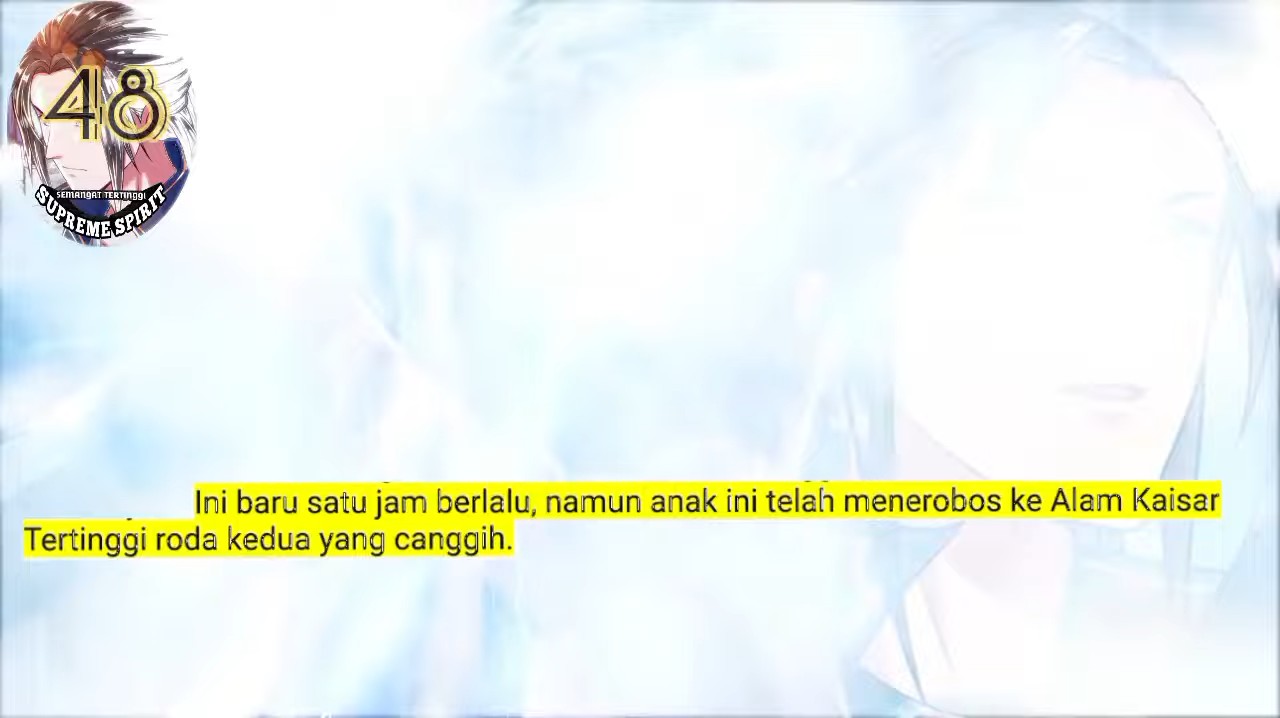 48
SEMANGAT TERTINGGI
SUPREME SPIRIT
Ini baru satu jam berlalu, namun anak ini telah menerobos ke Alam Kaisar
Tertinggi roda kedua yang canggih.